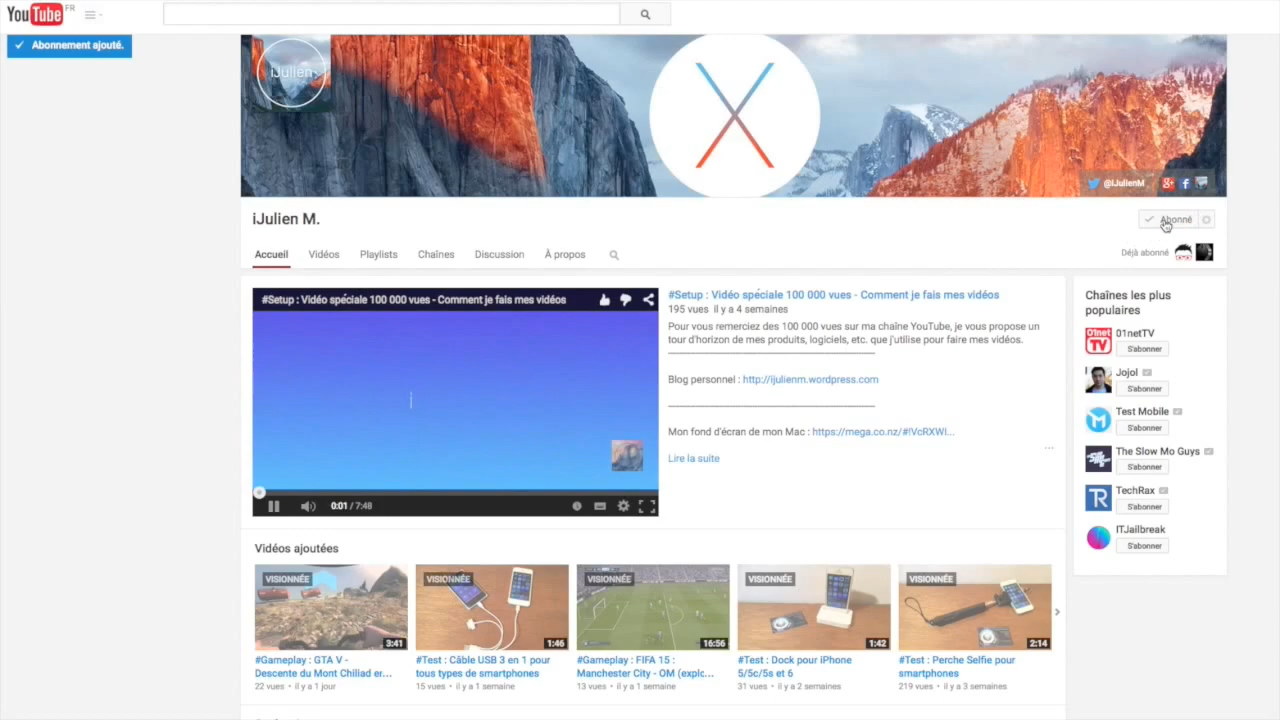 YouTube FR
Abonnement ajouté.
iJulien
X
@IJulienM
iJulien M.
Abonné
Accueil Vidéos Playlists Chaînes Discussion À propos
Déjà abonné
#Setup : Vidéo spéciale 100 000 vues - Comment je fais mes vidéos
0:01 / 7:48
#Setup : Vidéo spéciale 100 000 vues - Comment je fais mes vidéos
195 vues il y a 4 semaines
Pour vous remerciez des 100 000 vues sur ma chaîne YouTube, je vous propose un
tour d'horizon de mes produits, logiciels, etc. que j'utilise pour faire mes vidéos.
Blog personnel : http://ijulienm.wordpress.com
Mon fond d'écran de mon Mac : https://mega.co.nz/#!VcRXWI...
Lire la suite
Chaînes les plus
populaires
01netTV
S'abonner
Jojol
S'abonner
Test Mobile
S'abonner
The Slow Mo Guys
S'abonner
TechRax
S'abonner
ITJailbreak
S'abonner
Vidéos ajoutées
VISIONNÉE
3:41
#Gameplay : GTA V -
Descente du Mont Chiliad er...
22 vues • il y a 1 jour
VISIONNÉE
1:46
#Test : Câble USB 3 en 1 pour
tous types de smartphones
15 vues • il y a 1 semaine
VISIONNÉE
16:56
#Gameplay : FIFA 15 :
Manchester City - OM (explc...
13 vues • il y a 1 semaine
VISIONNÉE
1:42
#Test : Dock pour iPhone
5/5c/5s et 6
31 vues • il y a 2 semaines
VISIONNÉE
2:14
#Test : Perche Selfie pour
smartphones
219 vues • il y a 3 semaines